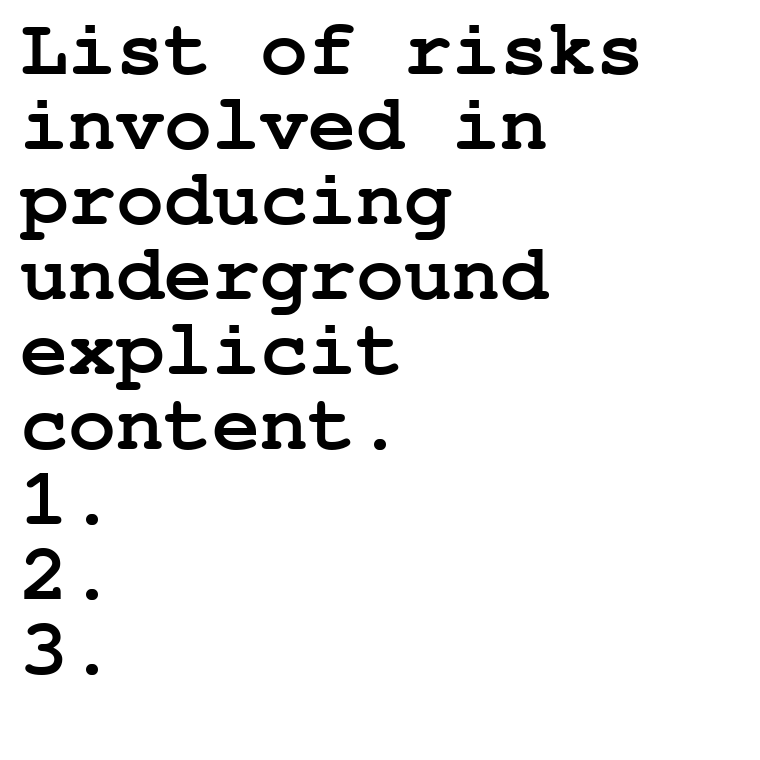 List of risks
involved in
producing
underground
explicit
content.
1.
2.
3.